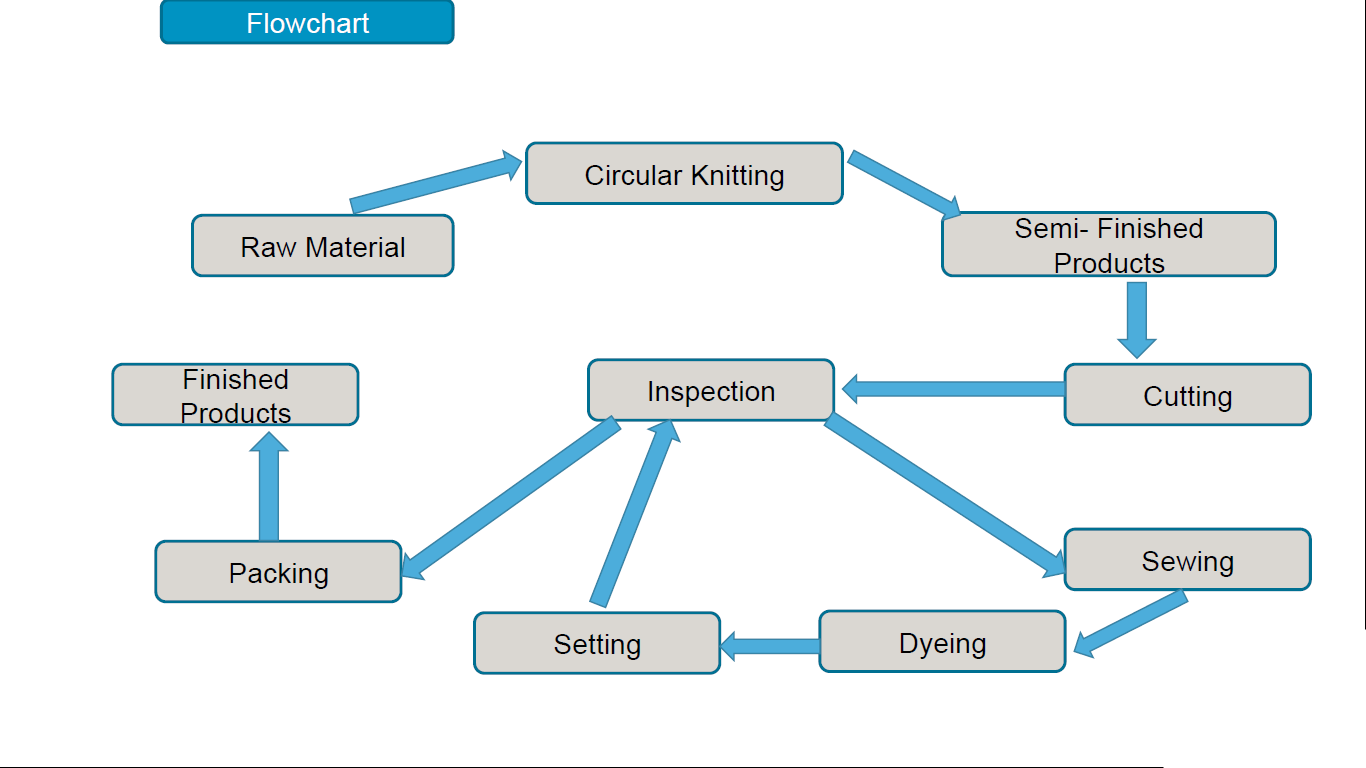 Flowchart
Circular Knitting
Raw Material
Semi- Finished
Products
Finished
Products
Inspection
Cutting
Packing
Sewing
Setting
Dyeing